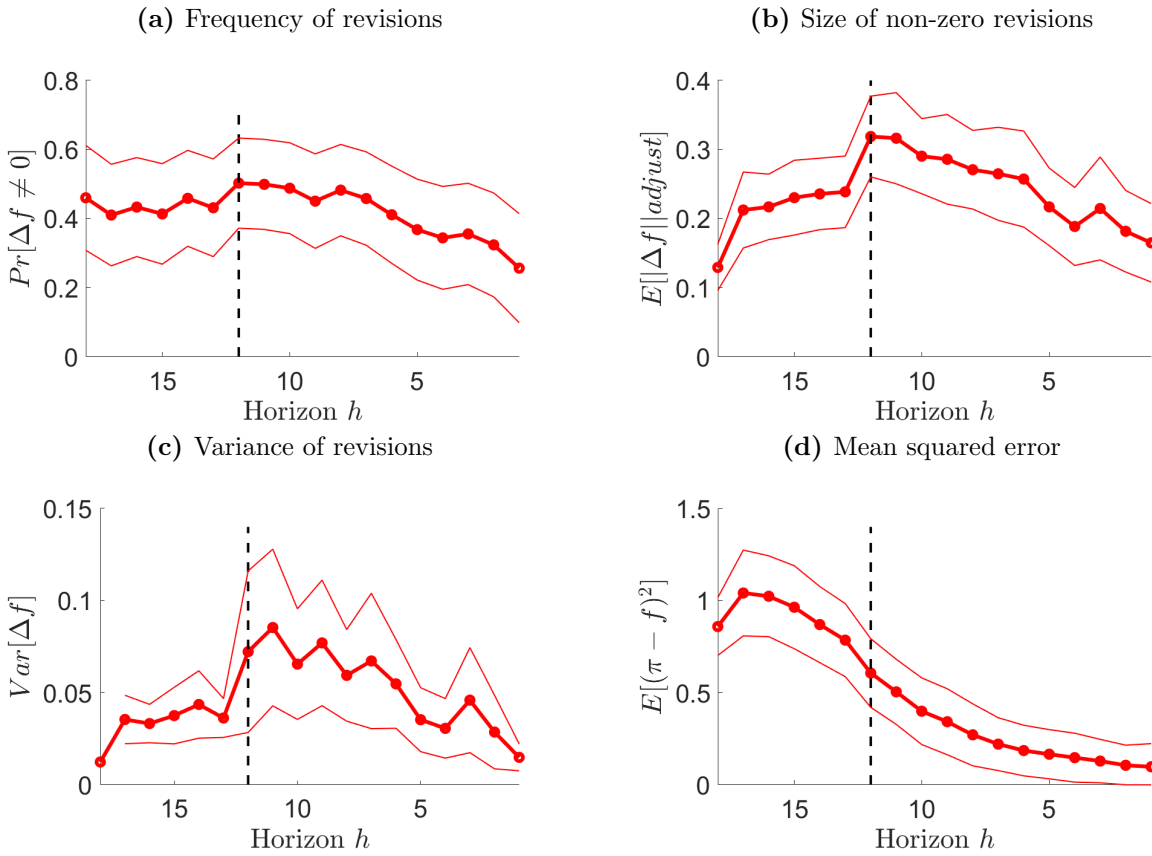 (a) Frequency of revisions
Pr[Δf ≠ 0]
0.8
0.6
0.4
0.2
0
15
10
5
Horizon h
(b) Size of non-zero revisions
E[|Δf||adjust]
0.4
0.3
0.2
0.1
0
15
10
5
Horizon h
(c) Variance of revisions
Var[Δf]
0.15
0.1
0.05
0
15
10
5
Horizon h
(d) Mean squared error
E[(π − f)²]
1.5
1
0.5
0
15
10
5
Horizon h